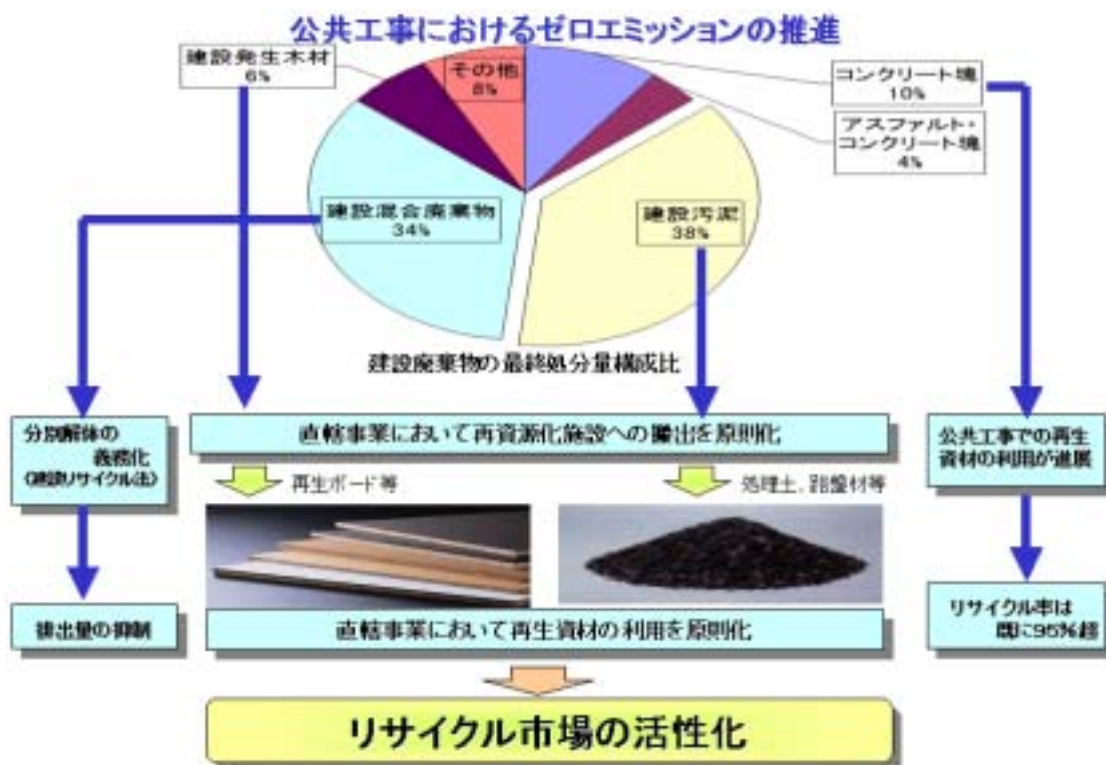 公共工事におけるゼロエミッションの推進
建設発生木材
6%
その他
8%
コンクリート塊
10%
アスファルト・
コンクリート塊
4%
建設混合廃棄物
34%
建設汚泥
38%
建設廃棄物の最終処分量構成比
分別解体の
義務化
(建設リサイクル法)
直轄事業において再資源化施設への搬出を原則化
公共工事での再生
資材の利用が進展
再生ボード等
処理土、路盤材等
排出量の抑制
直轄事業において再生資材の利用を原則化
リサイクル率は
既に95%超
リサイクル市場の活性化